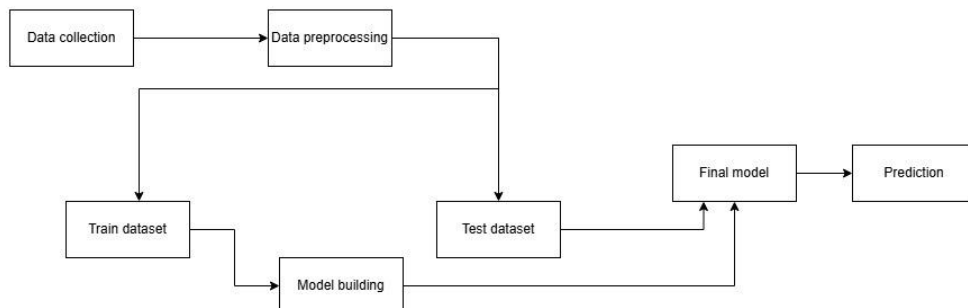 Data collection
Data preprocessing
Final model
Prediction
Train dataset
Test dataset
Model building